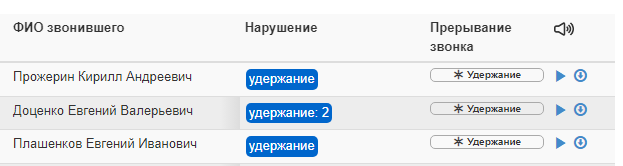 ФИО звонившего Нарушение Прерывание
звонка
Прожерин Кирилл Андреевич удержание Удержание
Доценко Евгений Валерьевич удержание: 2 Удержание
Плашенков Евгений Иванович удержание Удержание